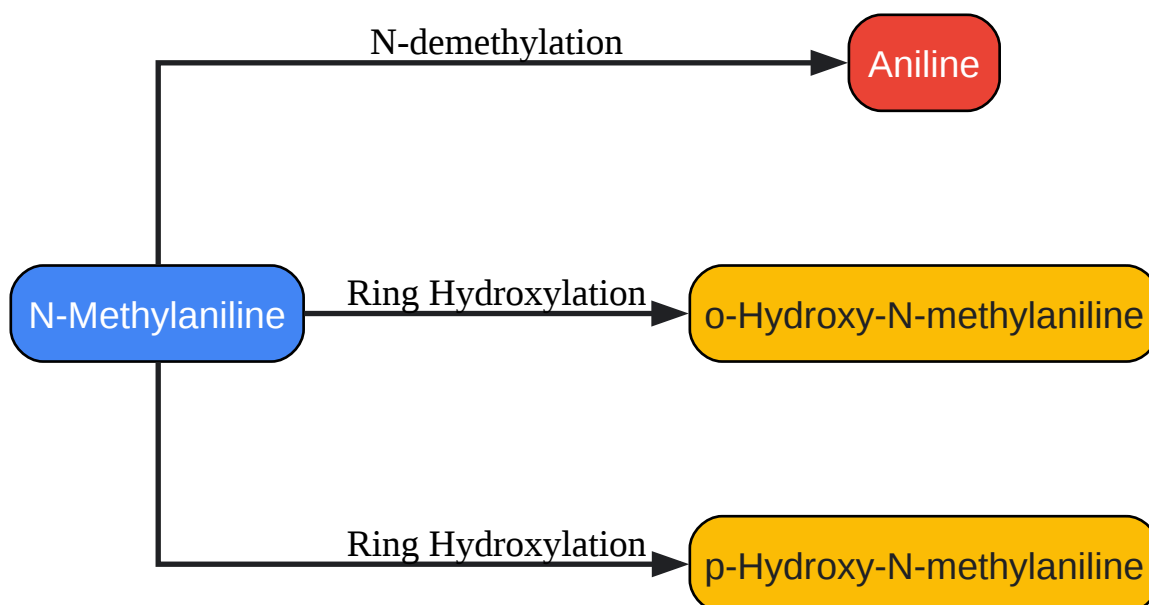 N-demethylation
Aniline
N-Methylaniline
Ring Hydroxylation
o-Hydroxy-N-methylaniline
Ring Hydroxylation
p-Hydroxy-N-methylaniline